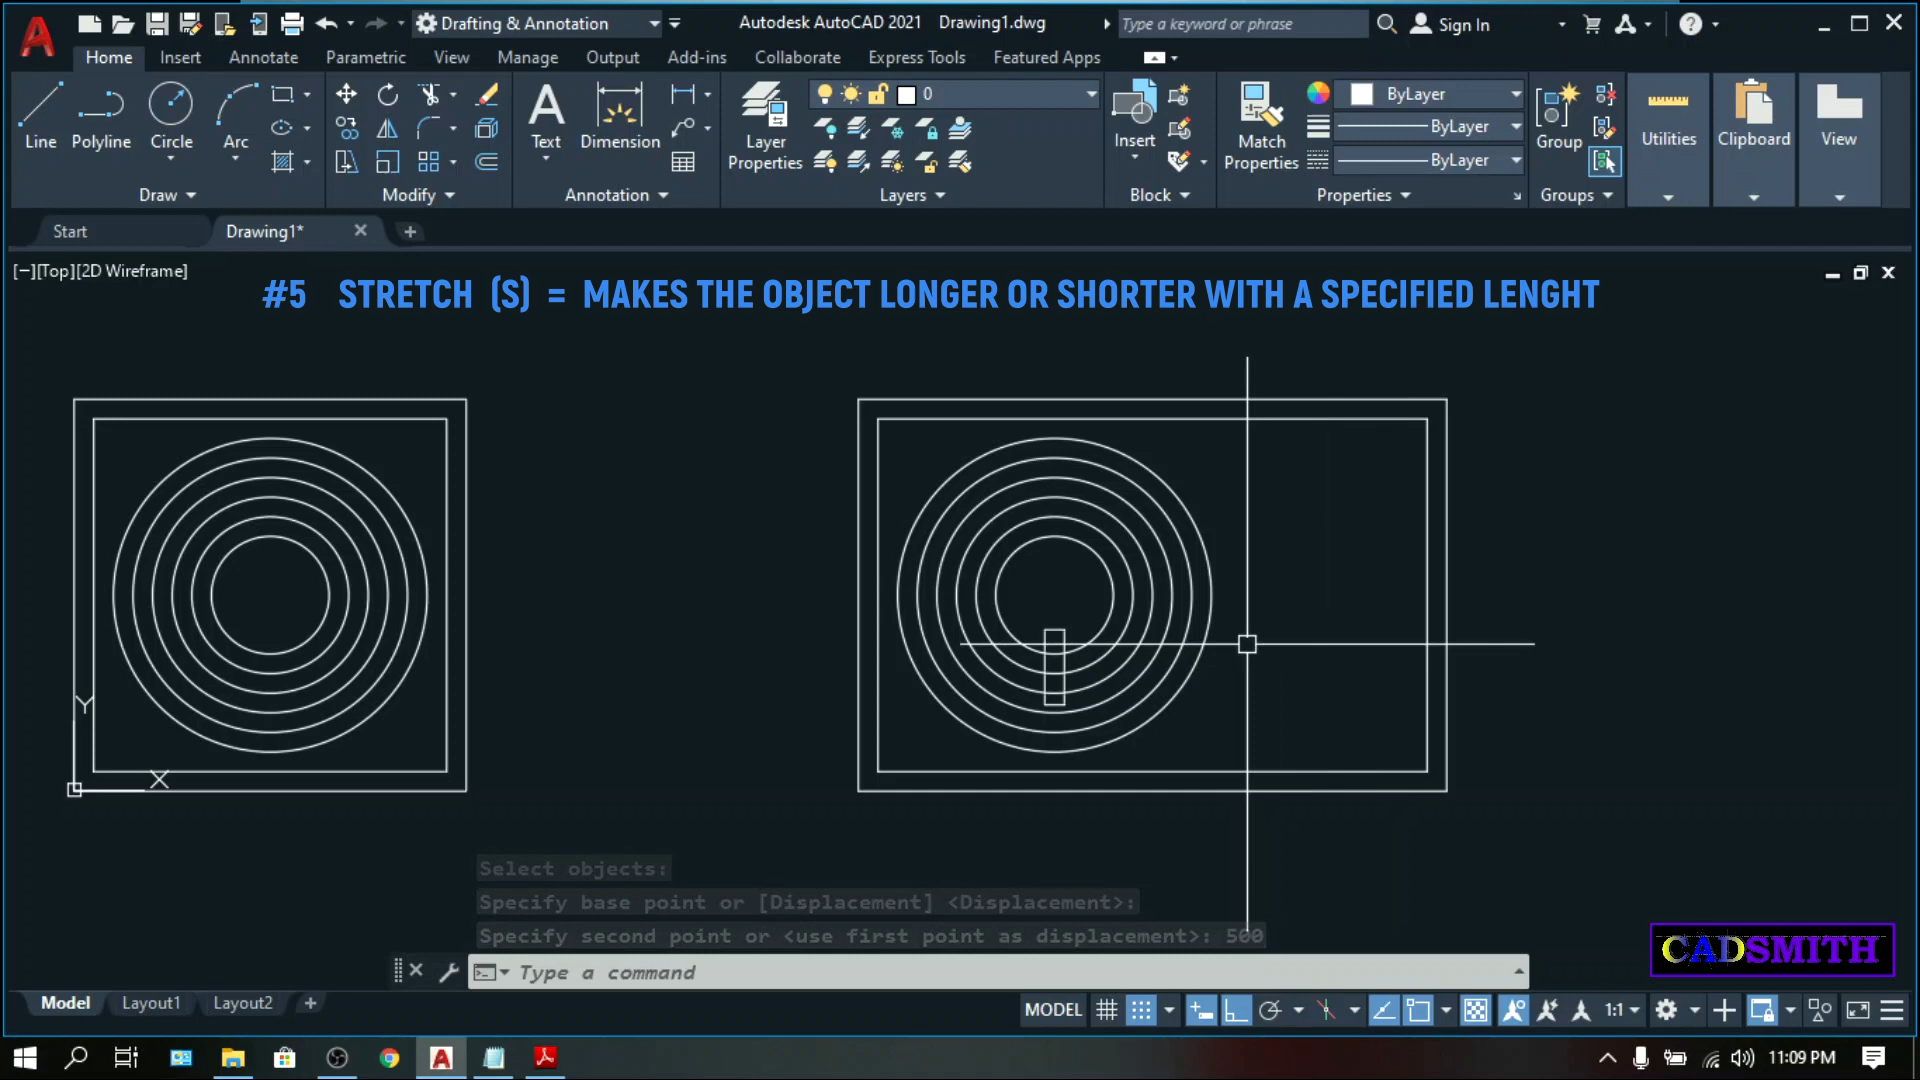 Drafting & Annotation
Autodesk AutoCAD 2021 Drawing1.dwg
Type a keyword or phrase
Sign In
Home Insert Annotate Parametric View Manage Output Add-ins Collaborate Express Tools Featured Apps
0
ByLayer
ByLayer
ByLayer
Line Polyline Circle Arc
Text Dimension
Layer Properties
Insert
Match Properties
Group
Utilities Clipboard View
Draw Modify Annotation Layers Block Properties Groups
Start Drawing1* +
[−][Top][2D Wireframe]
#5 STRETCH (S) = MAKES THE OBJECT LONGER OR SHORTER WITH A SPECIFIED LENGHT
Y
X
Select objects:
Specify base point or [Displacement] <Displacement>:
Specify second point or <use first point as displacement>: 500
Type a command
CADSMITH
Model Layout1 Layout2 +
MODEL 1:1
11:09 PM